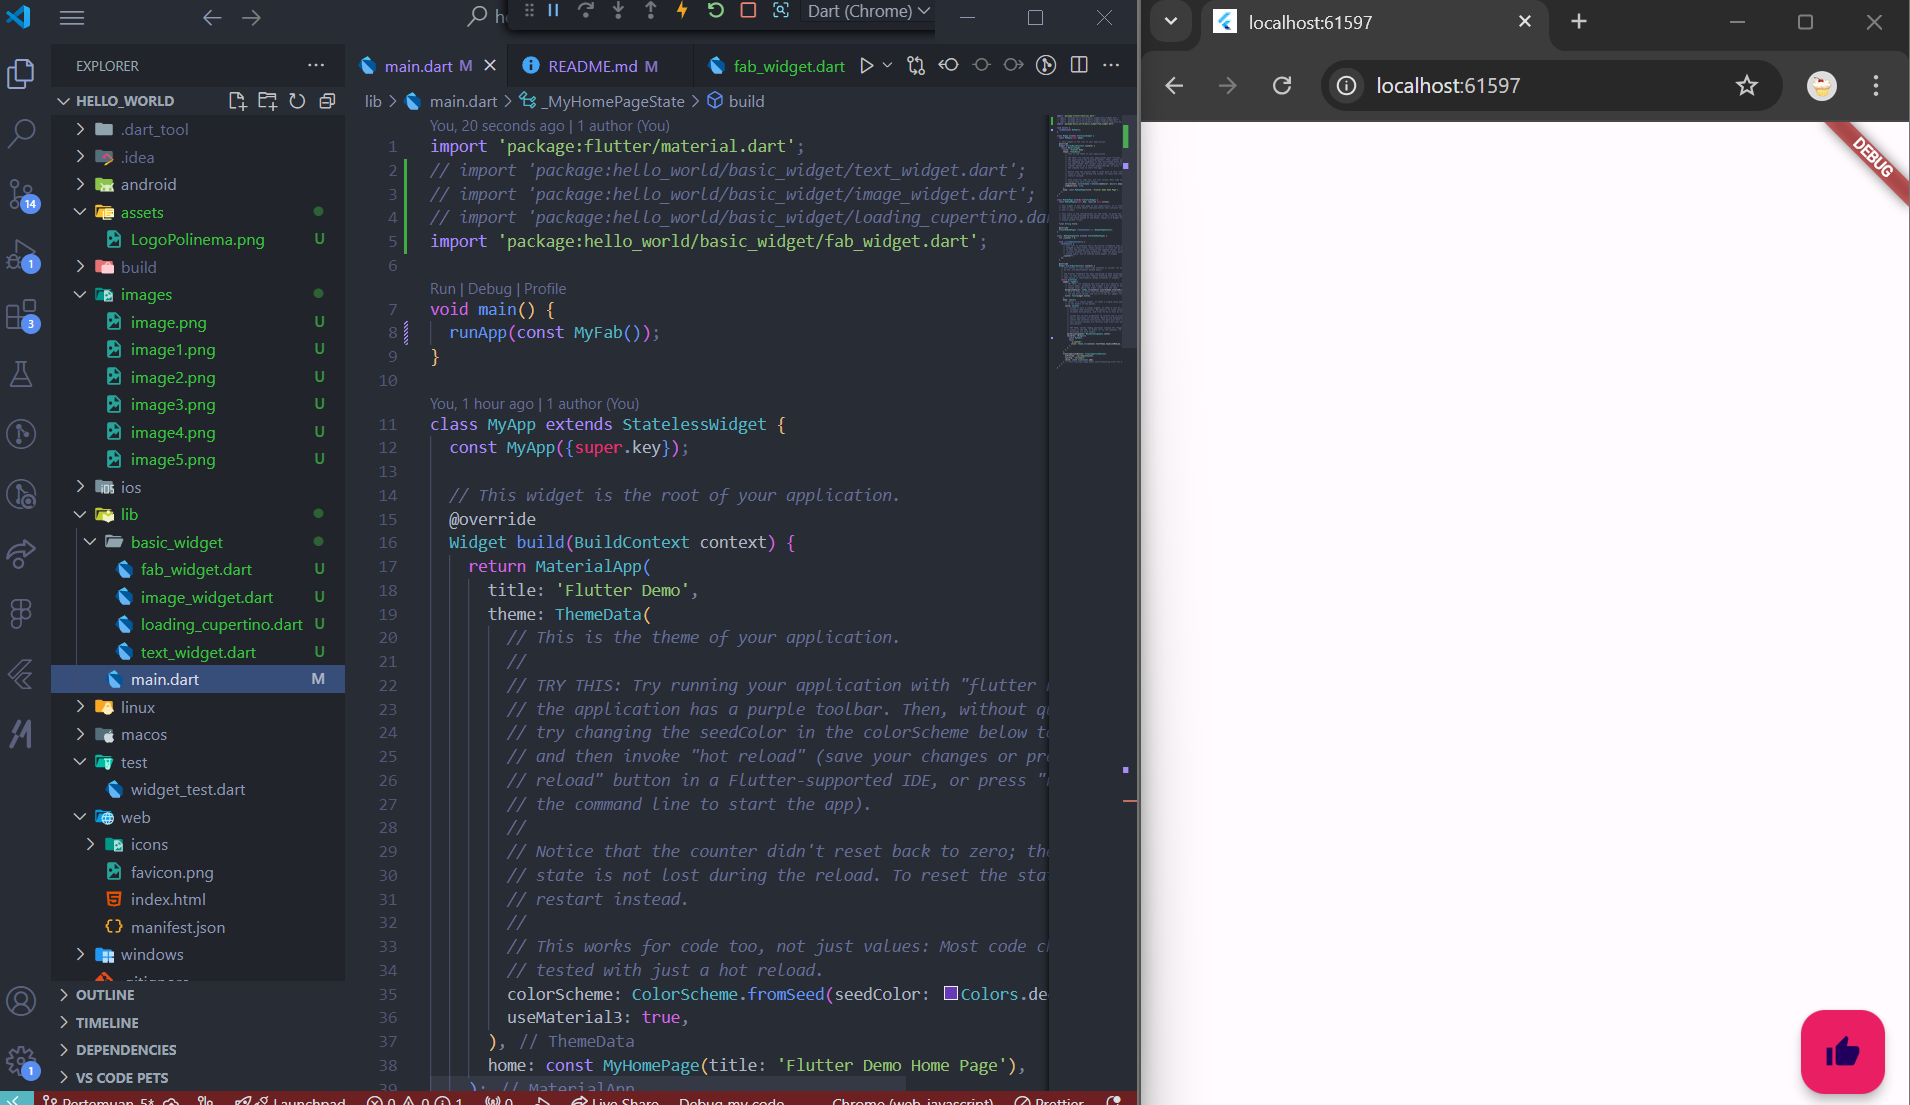 Dart (Chrome)
EXPLORER
HELLO_WORLD
.dart_tool
.idea
android
assets
LogoPolinema.png U
build
images
image.png U
image1.png U
image2.png U
image3.png U
image4.png U
image5.png U
ios
lib
basic_widget
fab_widget.dart U
image_widget.dart U
loading_cupertino.dart U
text_widget.dart U
main.dart M
linux
macos
test
widget_test.dart
web
icons
favicon.png
index.html
manifest.json
windows
.gitignore
OUTLINE
TIMELINE
DEPENDENCIES
VS CODE PETS
14
1
3
1
main.dart M
README.md M
fab_widget.dart
lib > main.dart > _MyHomePageState > build
You, 20 seconds ago | 1 author (You)
1 import 'package:flutter/material.dart';
2 // import 'package:hello_world/basic_widget/text_widget.dart';
3 // import 'package:hello_world/basic_widget/image_widget.dart';
4 // import 'package:hello_world/basic_widget/loading_cupertino.da
5 import 'package:hello_world/basic_widget/fab_widget.dart';
6
Run | Debug | Profile
7 void main() {
8 runApp(const MyFab());
9 }
10
You, 1 hour ago | 1 author (You)
11 class MyApp extends StatelessWidget {
12 const MyApp({super.key});
13
14 // This widget is the root of your application.
15 @override
16 Widget build(BuildContext context) {
17 return MaterialApp(
18 title: 'Flutter Demo',
19 theme: ThemeData(
20 // This is the theme of your application.
21 //
22 // TRY THIS: Try running your application with "flutter
23 // the application has a purple toolbar. Then, without
24 // try changing the seedColor in the colorScheme below
25 // and then invoke "hot reload" (save your changes or
26 // reload" button in a Flutter-supported IDE, or press
27 // the command line to start the app).
28 //
29 // Notice that the counter didn't reset back to zero;
30 // state is not lost during the reload. To reset the
31 // restart instead.
32 //
33 // This works for code too, not just values: Most code
34 // tested with just a hot reload.
35 colorScheme: ColorScheme.fromSeed(seedColor: Colors.de
36 useMaterial3: true,
37 ), // ThemeData
38 home: const MyHomePage(title: 'Flutter Demo Home Page'),
39 ); // MaterialApp
Pertemuan_5* Launchpad 0 0 1 0 Live Share Debug my code Chrome (web-javascript) Prettier
localhost:61597
localhost:61597
DEBUG